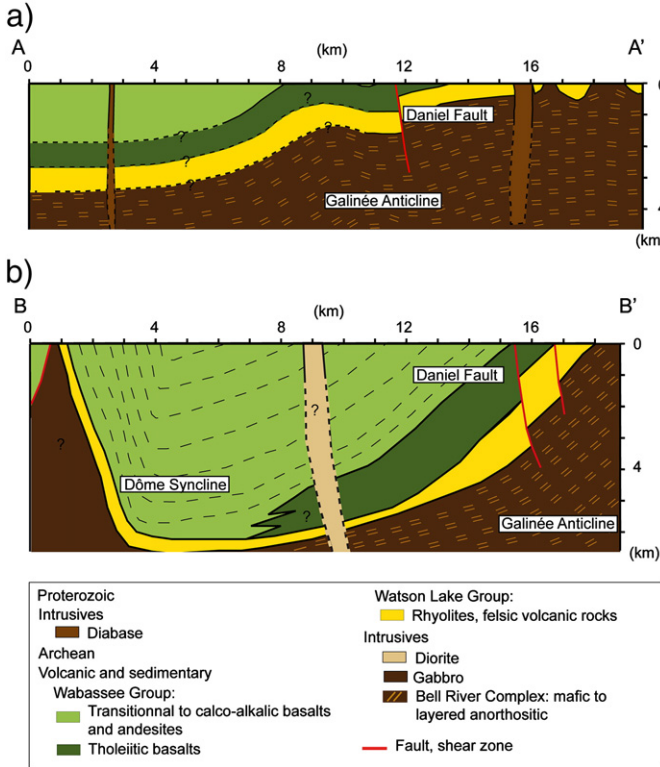 a)
A (km) A'
0 4 8 12 16
0
?
?
?
?
Daniel Fault
Galinée Anticline
4
(km)
b)
B (km) B'
0 4 8 12 16
0
Daniel Fault
?
?
4
Dôme Syncline
?
Galinée Anticline
(km)
Proterozoic
Intrusives
Diabase
Archean
Volcanic and sedimentary
Wabassee Group:
Transitionnal to calco-alkalic basalts
and andesites
Tholeiitic basalts
Watson Lake Group:
Rhyolites, felsic volcanic rocks
Intrusives
Diorite
Gabbro
Bell River Complex: mafic to
layered anorthositic
Fault, shear zone